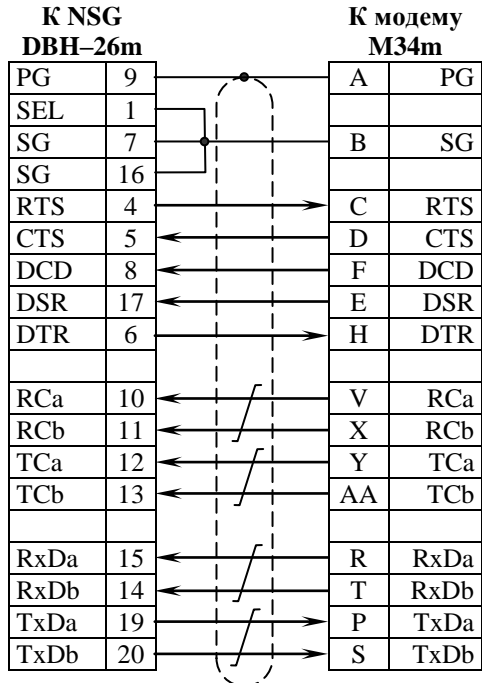 К NSG К модему
DBH–26m M34m
PG 9 A PG
SEL 1
SG 7 B SG
SG 16
RTS 4 C RTS
CTS 5 D CTS
DCD 8 F DCD
DSR 17 E DSR
DTR 6 H DTR
RCa 10 V RCa
RCb 11 X RCb
TCa 12 Y TCa
TCb 13 AA TCb
RxDa 15 R RxDa
RxDb 14 T RxDb
TxDa 19 P TxDa
TxDb 20 S TxDb